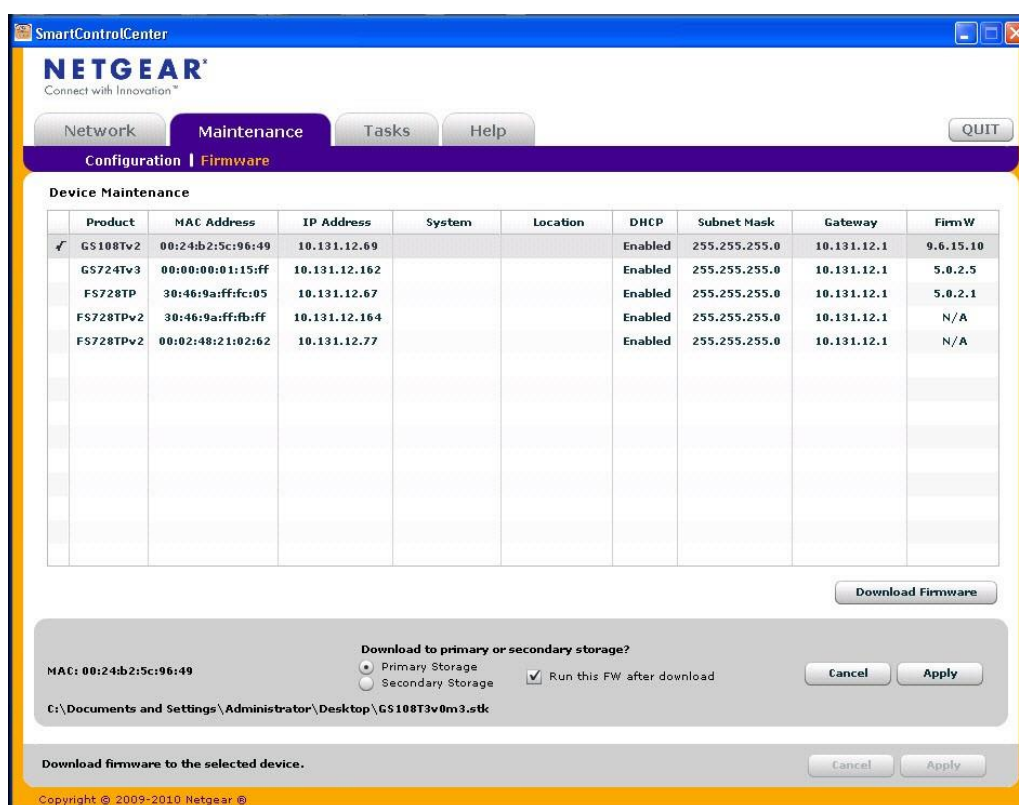 SmartControlCenter
NETGEAR®
Connect with Innovation™
Network Maintenance Tasks Help QUIT
Configuration | Firmware
Device Maintenance
Product MAC Address IP Address System Location DHCP Subnet Mask Gateway FirmW
√ GS108Tv2 00:24:b2:5c:96:49 10.131.12.69 Enabled 255.255.255.0 10.131.12.1 9.6.15.10
GS724Tv3 00:00:00:01:15:ff 10.131.12.162 Enabled 255.255.255.0 10.131.12.1 5.0.2.5
FS728TP 30:46:9a:ff:fc:05 10.131.12.67 Enabled 255.255.255.0 10.131.12.1 5.0.2.1
FS728TPv2 30:46:9a:ff:fb:ff 10.131.12.164 Enabled 255.255.255.0 10.131.12.1 N/A
FS728TPv2 00:02:48:21:02:62 10.131.12.77 Enabled 255.255.255.0 10.131.12.1 N/A
Download Firmware
Download to primary or secondary storage?
MAC: 00:24:b2:5c:96:49
Primary Storage
Secondary Storage
Run this FW after download
Cancel Apply
C:\Documents and Settings\Administrator\Desktop\GS108T3v0m3.stk
Download firmware to the selected device.
Cancel Apply
Copyright © 2009-2010 Netgear ®